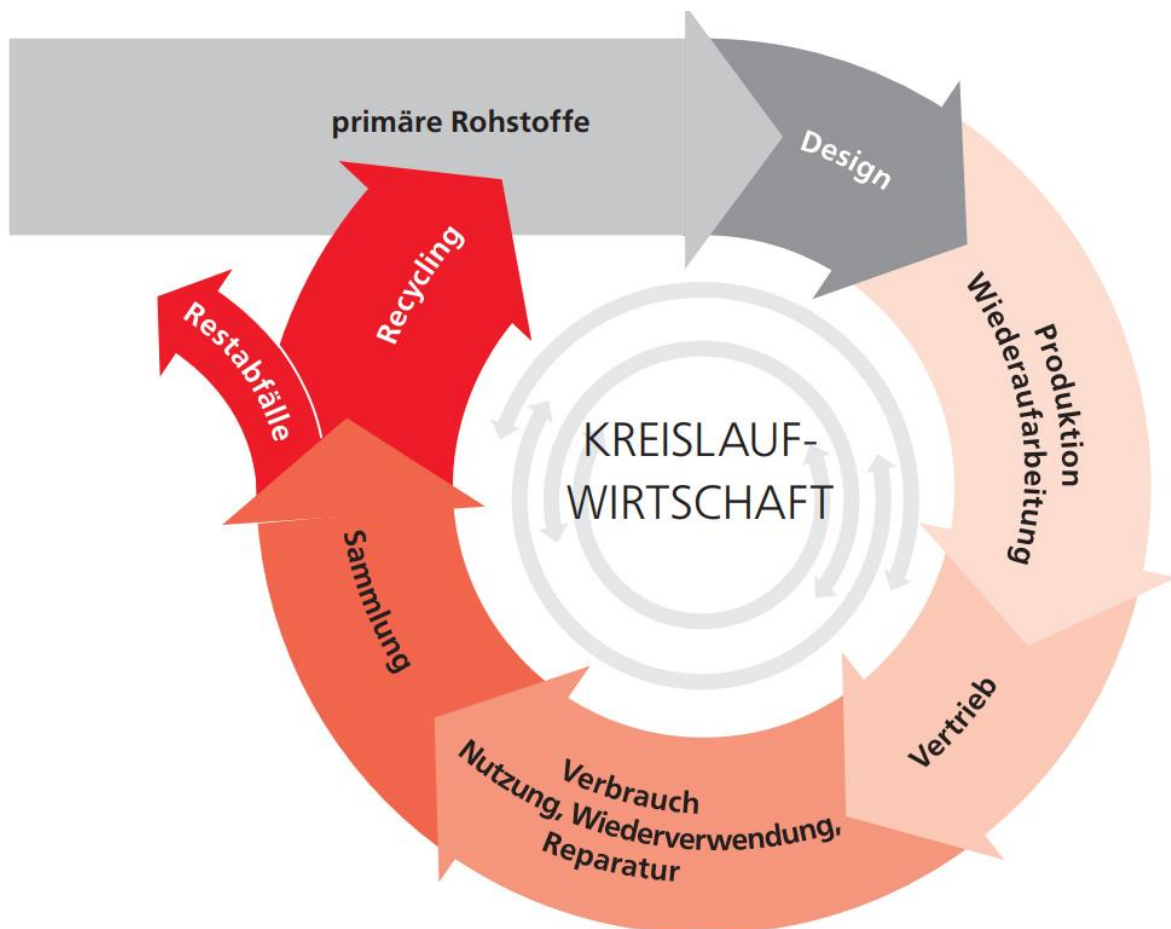 primäre Rohstoffe
Design
Produktion
Wiederaufarbeitung
Vertrieb
Verbrauch
Nutzung, Wiederverwendung,
Reparatur
Sammlung
Recycling
Restabfälle
KREISLAUF-
WIRTSCHAFT